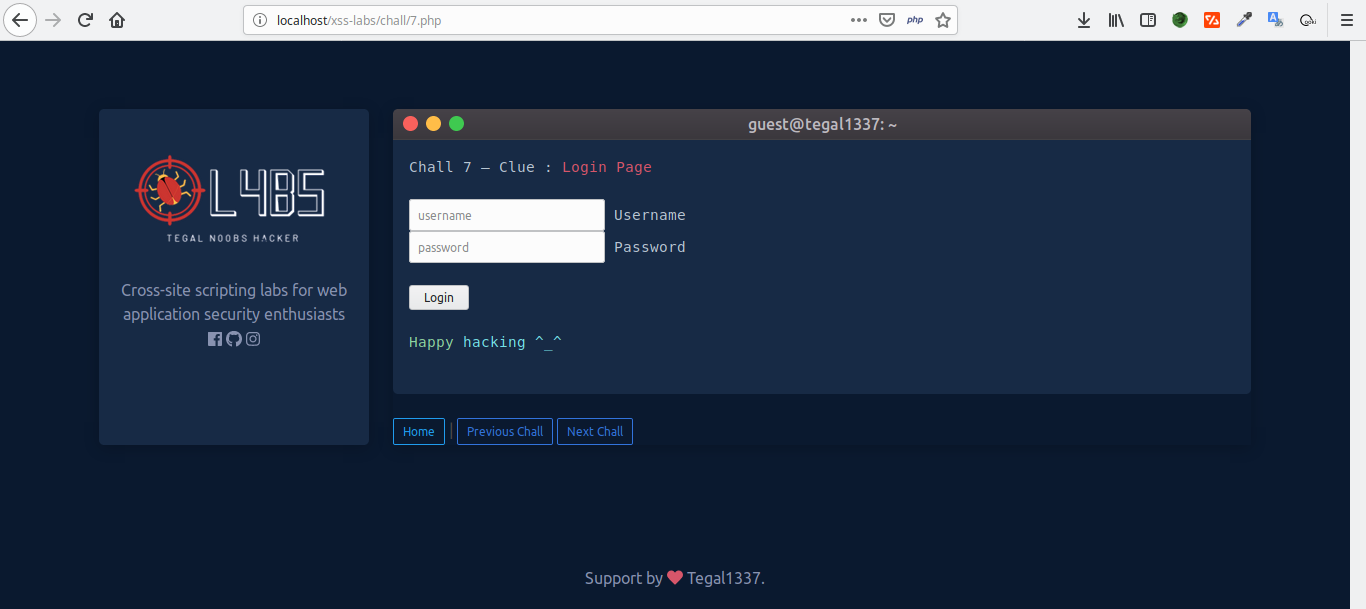 localhost/xss-labs/chall/7.php
php
L4BS
TEGAL N00BS HACKER
Cross-site scripting labs for web
application security enthusiasts
guest@tegal1337: ~
Chall 7 — Clue : Login Page
username Username
password Password
Login
Happy hacking ^_^
Home | Previous Chall Next Chall
Support by ❤ Tegal1337.